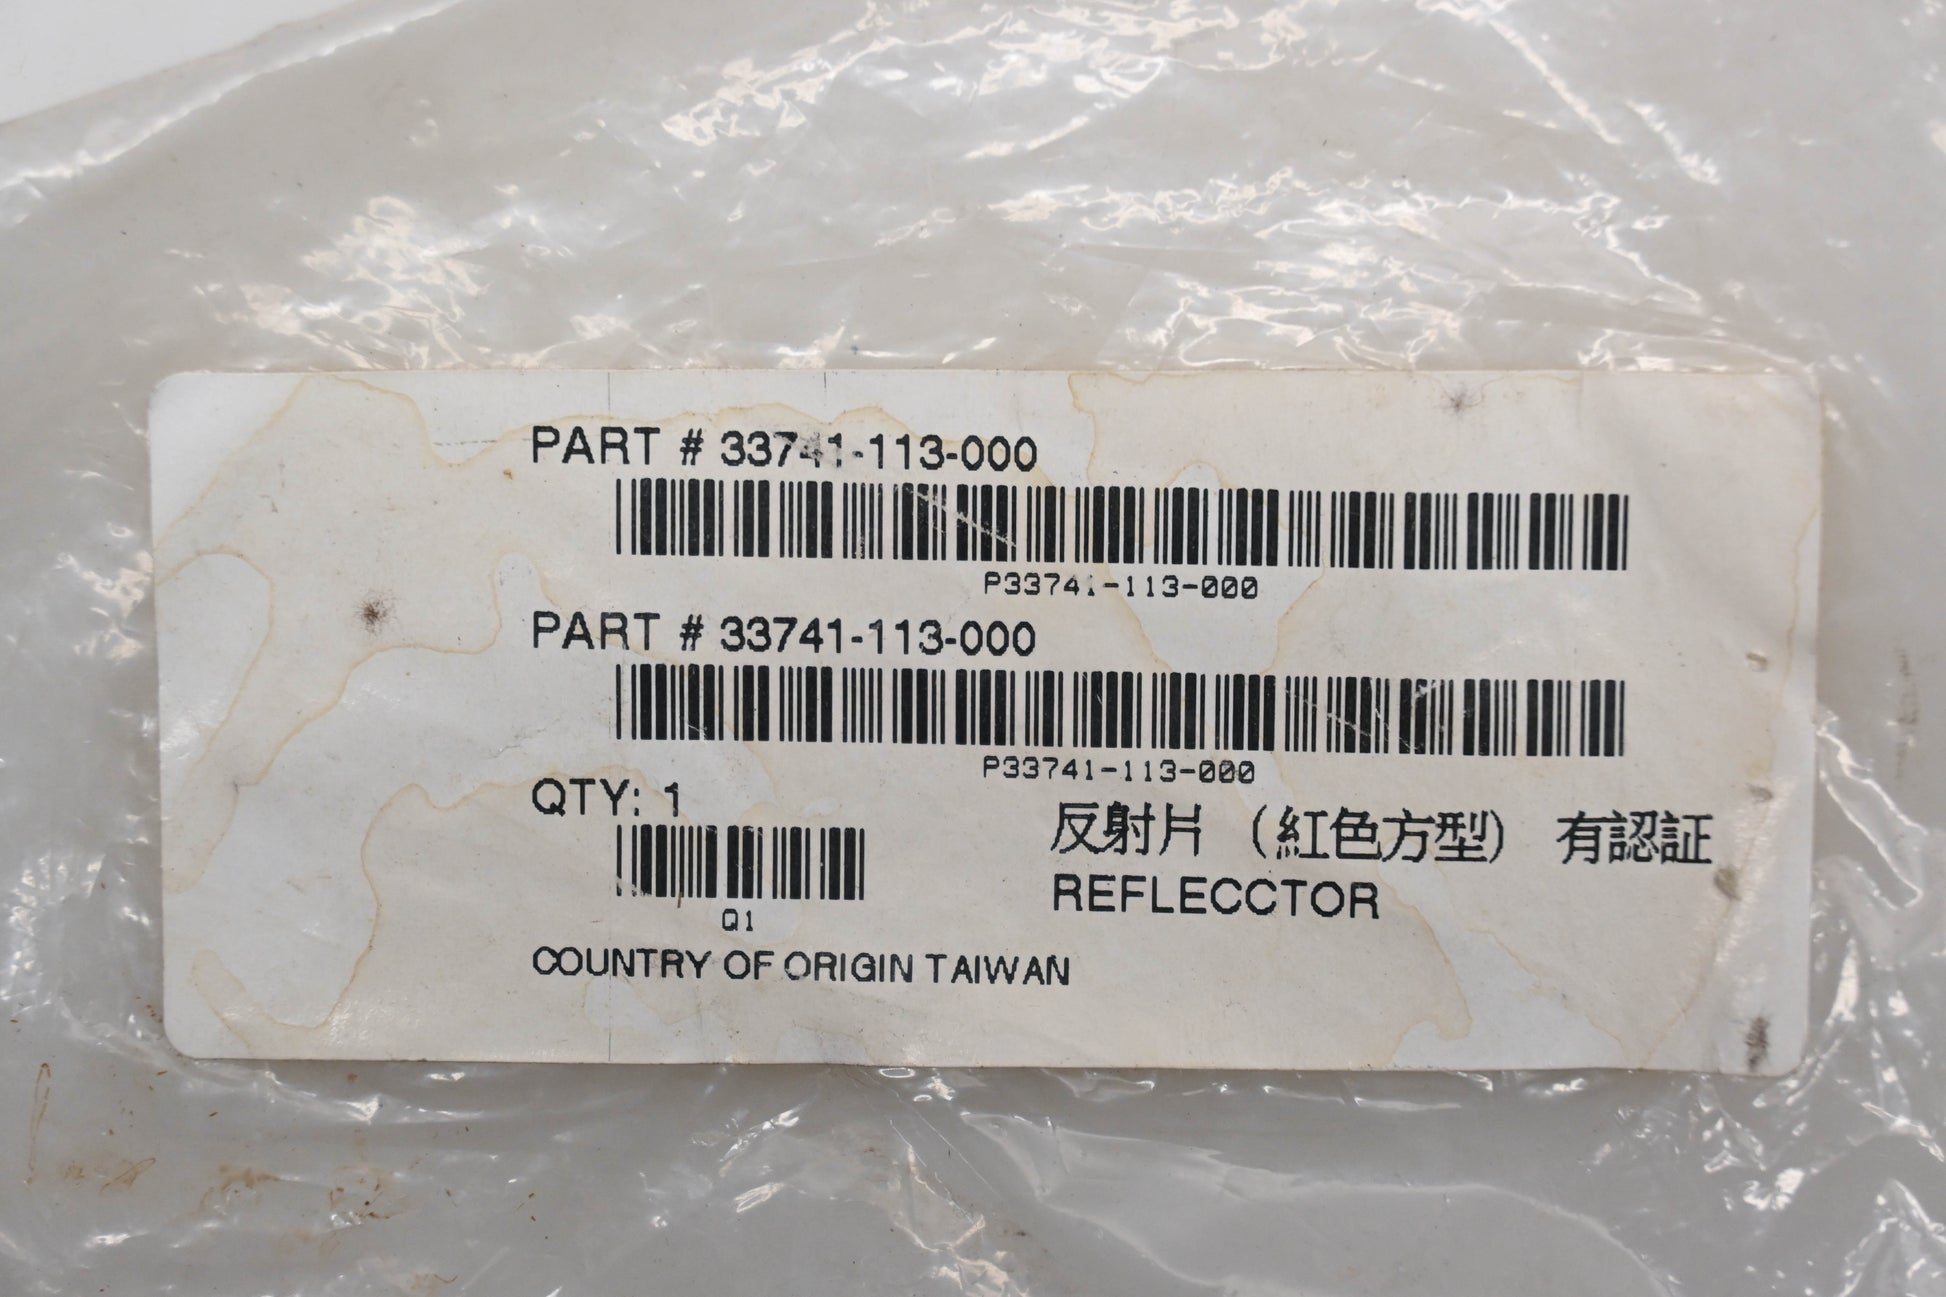 PART # 33741-113-000
P33741-113-000
PART # 33741-113-000
P33741-113-000
QTY: 1
Q1
反射片 (紅色方型) 有認証
REFLECCTOR
COUNTRY OF ORIGIN TAIWAN